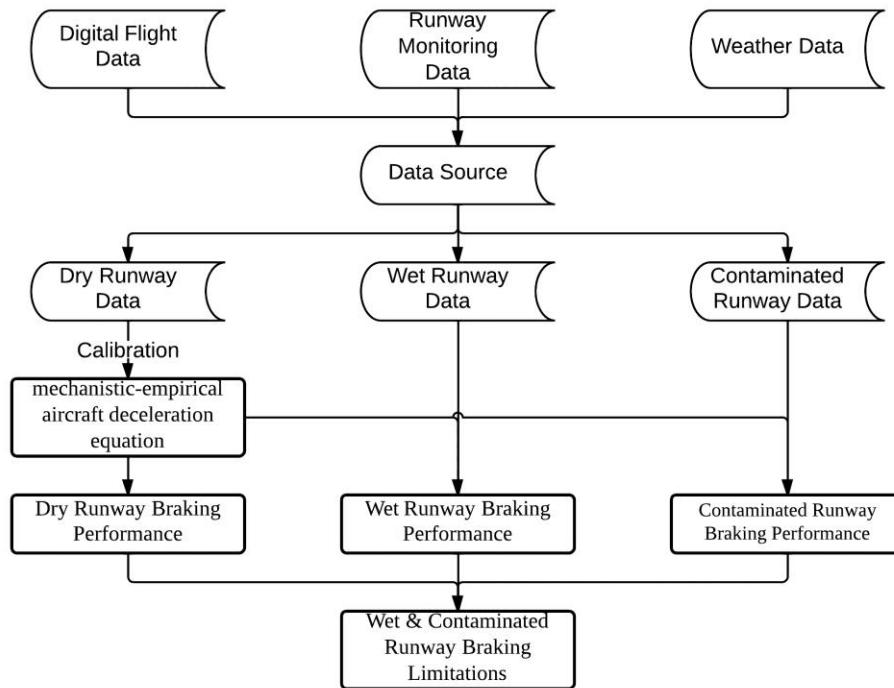 Digital Flight
Data
Runway
Monitoring
Data
Weather Data
Data Source
Dry Runway
Data
Wet Runway
Data
Contaminated
Runway Data
Calibration
mechanistic-empirical
aircraft deceleration
equation
Dry Runway Braking
Performance
Wet Runway Braking
Performance
Contaminated Runway
Braking Performance
Wet & Contaminated
Runway Braking
Limitations